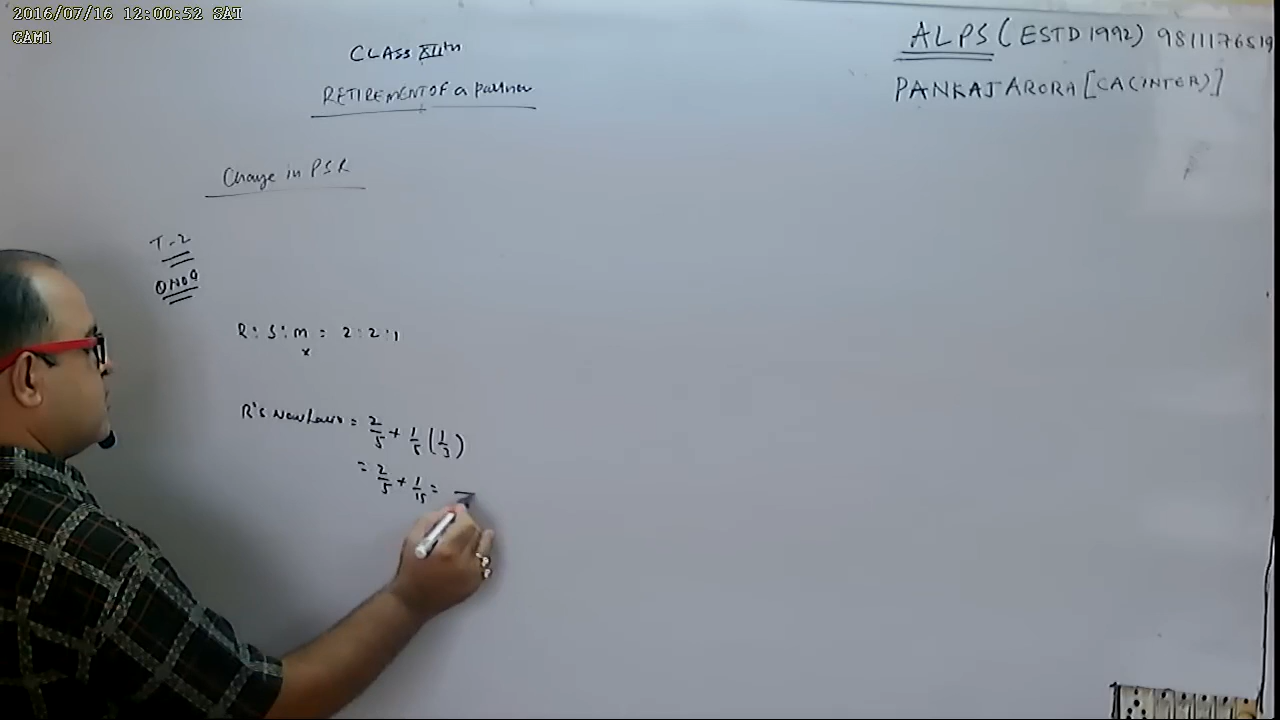 2016/07/16 12:00:52 SAT
CAM1
CLASS XIIth
RETIREMENT OF a Partner
ALPS (ESTD 1992) 9811176519
PANKAJ ARORA [CA (INTER)]
Change in PSR
T-2
QNO9
R : S : M = 2 : 2 : 1
x
R's New Share = 2/5 + 1/5 (1/3)
= 2/5 + 1/15 =